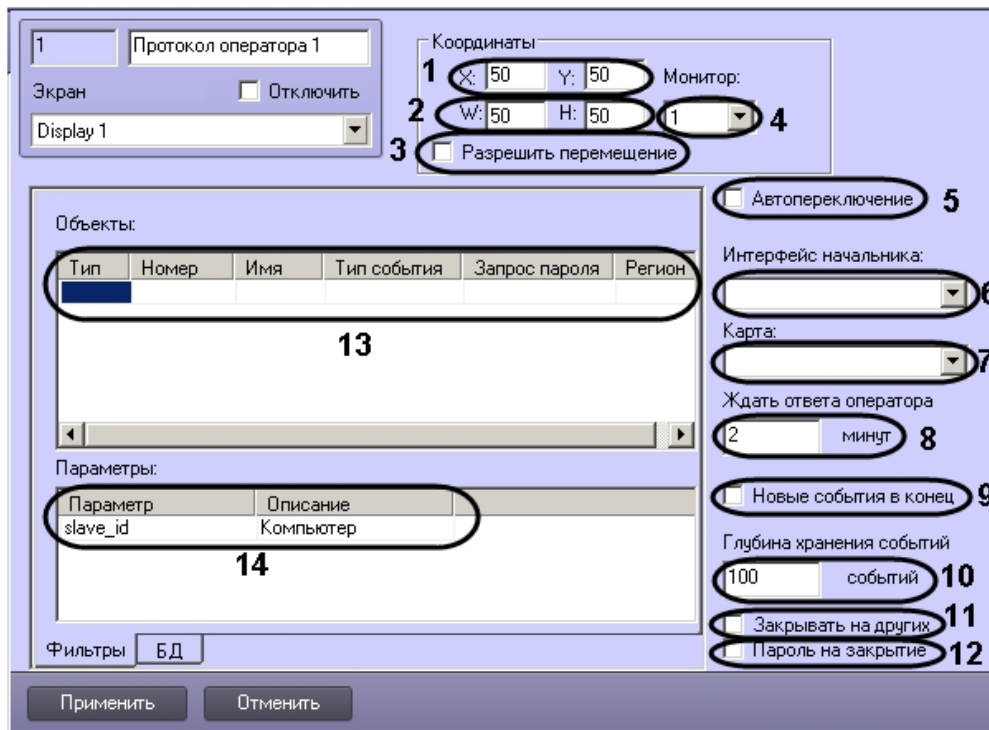 1 Протокол оператора 1
Экран Отключить
Display 1
Координаты
1 X: 50 Y: 50 Монитор:
2 W: 50 H: 50 1 4
3 Разрешить перемещение
Автопереключение 5
Объекты:
Тип Номер Имя Тип события Запрос пароля Регион
13
Интерфейс начальника:
6
Карта:
7
Ждать ответа оператора
2 минут 8
Параметры:
Параметр Описание
slave_id Компьютер
14
Новые события в конец 9
Глубина хранения событий
100 событий 10
Закрывать на других 11
Пароль на закрытие 12
Фильтры БД
Применить Отменить